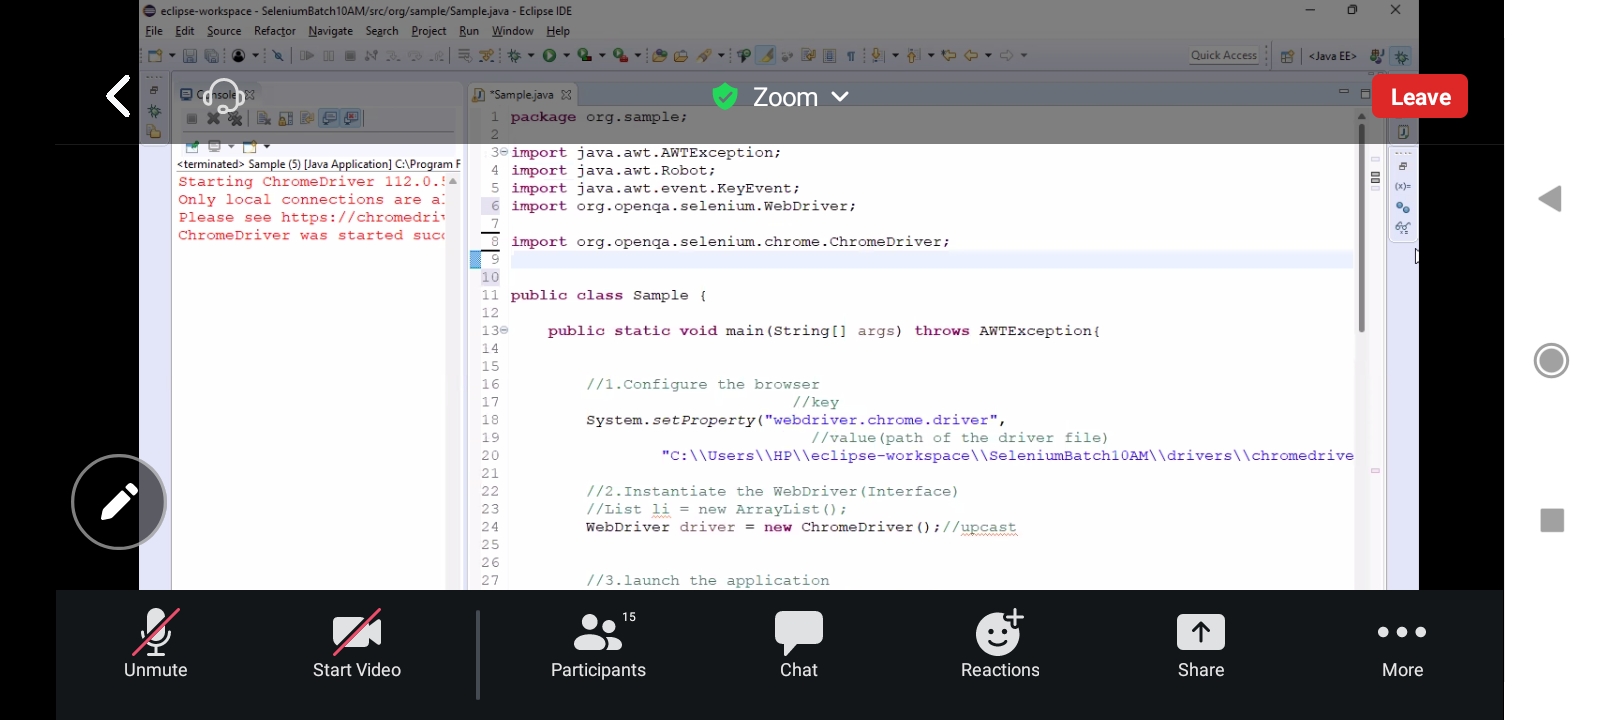 eclipse-workspace - SeleniumBatch10AM/src/org/sample/Sample.java - Eclipse IDE
File Edit Source Refactor Navigate Search Project Run Window Help
Quick Access
<Java EE>
Console
*Sample.java
Zoom
Leave
<terminated> Sample (5) [Java Application] C:\Program F
Starting ChromeDriver 112.0.
Only local connections are
Please see
ChromeDriver was started
1 package org.sample;
2
3 import java.awt.AWTException;
4 import java.awt.Robot;
5 import java.awt.event.KeyEvent;
6 import org.openqa.selenium.WebDriver;
7
8 import org.openqa.selenium.chrome.ChromeDriver;
9
10
11 public class Sample {
12
13 public static void main(String[] args) throws AWTException{
14
15
16 //1.Configure the browser
17 //key
18 System.setProperty("webdriver.chrome.driver",
19 //value(path of the driver file)
20 "C:\\Users\\HP\\eclipse-workspace\\SeleniumBatch10AM\\drivers\\chromedrive
21
22 //2.Instantiate the WebDriver(Interface)
23 //List li = new ArrayList();
24 WebDriver driver = new ChromeDriver();//upcast
25
26
27 //3.launch the application
(x)=
Unmute
Start Video
15
Participants
Chat
Reactions
Share
More